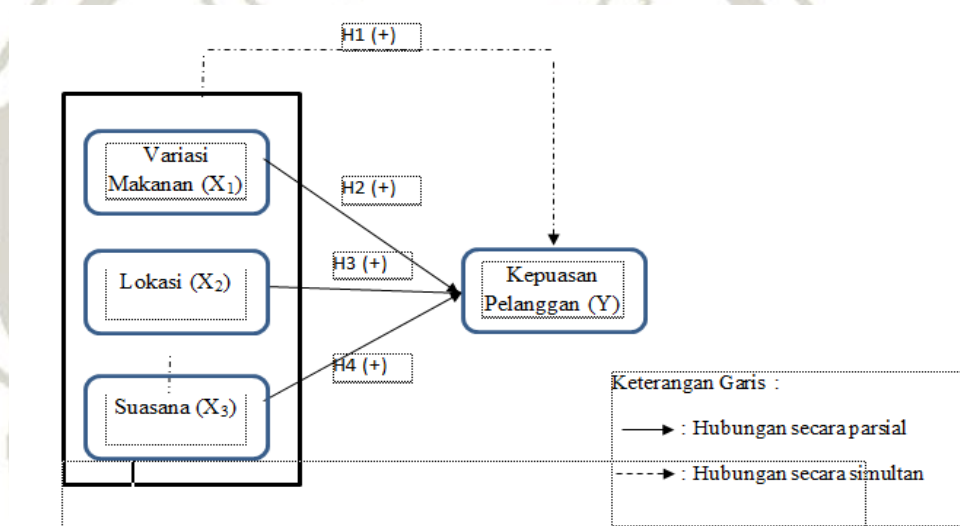 H1 (+)
Variasi
Makanan (X₁)
H2 (+)
Lokasi (X₂)
H3 (+)
Kepuasan
Pelanggan (Y)
H4 (+)
Suasana (X₃)
Keterangan Garis :
: Hubungan secara parsial
: Hubungan secara simultan